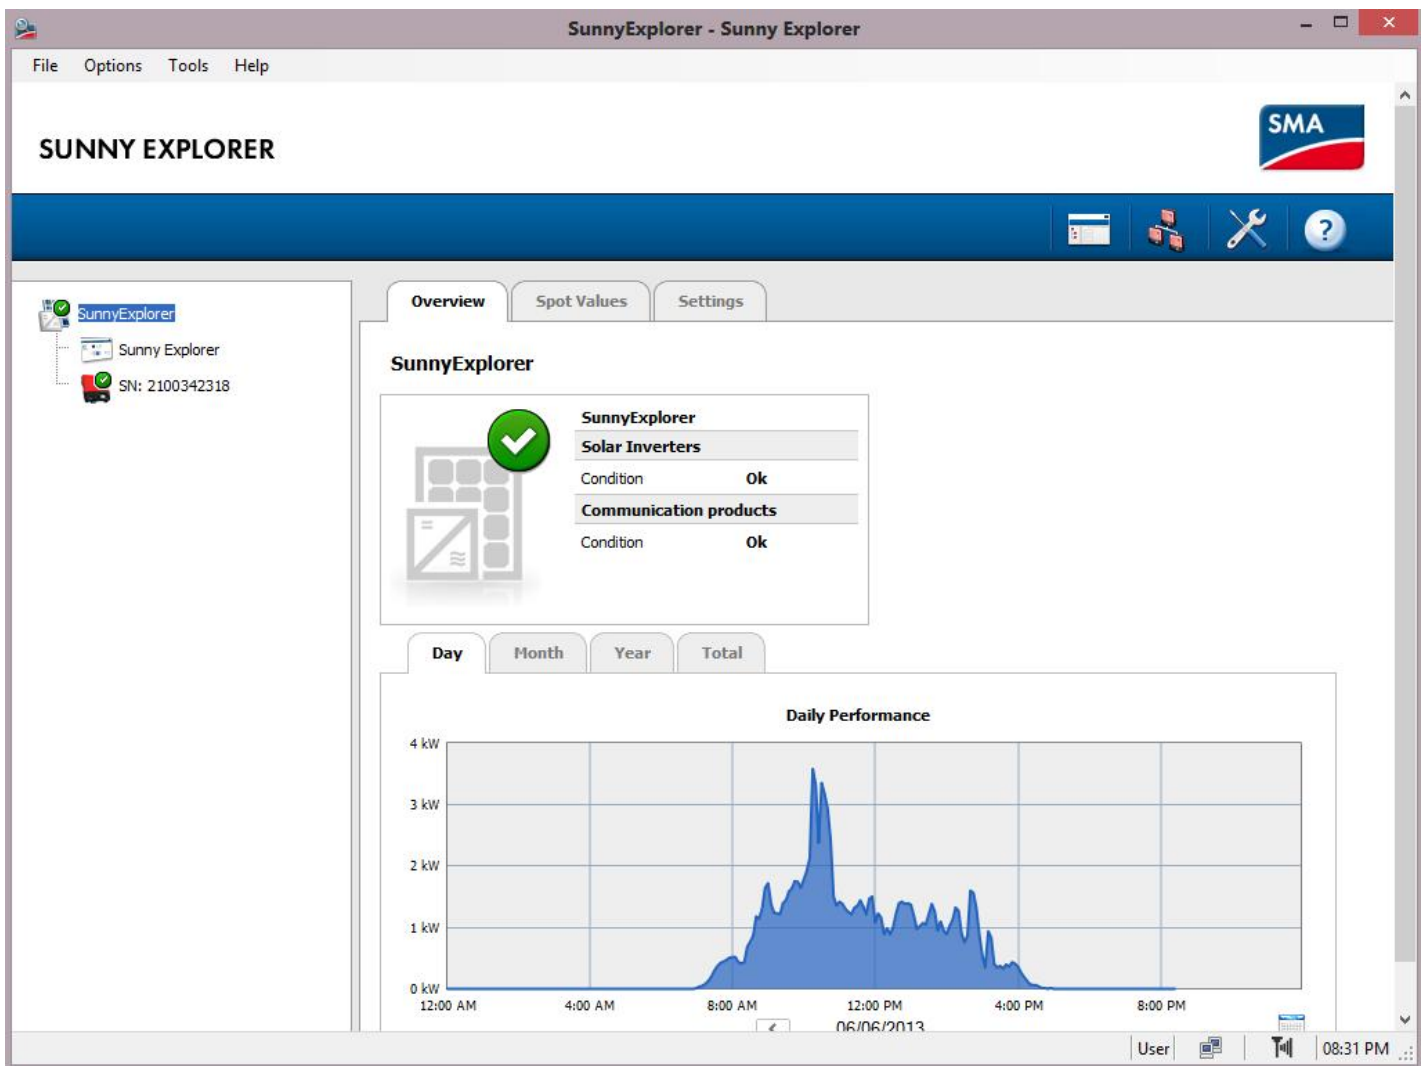 SunnyExplorer - Sunny Explorer
File Options Tools Help
SUNNY EXPLORER
SMA
?
SunnyExplorer
Sunny Explorer
SN: 2100342318
Overview Spot Values Settings
SunnyExplorer
SunnyExplorer
Solar Inverters
Condition Ok
Communication products
Condition Ok
Day Month Year Total
Daily Performance
4 kW
3 kW
2 kW
1 kW
0 kW
12:00 AM 4:00 AM 8:00 AM 12:00 PM 4:00 PM 8:00 PM
06/06/2013
User 08:31 PM